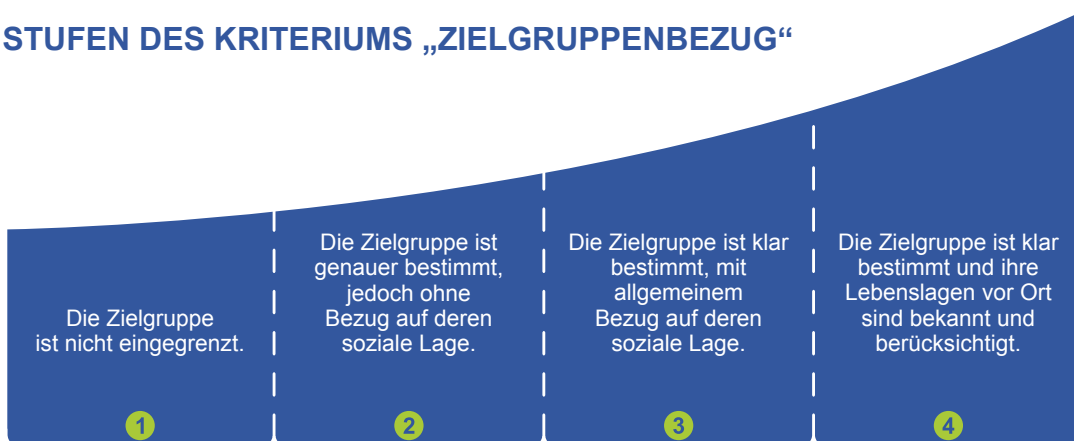 STUFEN DES KRITERIUMS „ZIELGRUPPENBEZUG“
Die Zielgruppe
ist nicht eingegrenzt.
1
Die Zielgruppe ist
genauer bestimmt,
jedoch ohne
Bezug auf deren
soziale Lage.
2
Die Zielgruppe ist klar
bestimmt, mit
allgemeinem
Bezug auf deren
soziale Lage.
3
Die Zielgruppe ist klar
bestimmt und ihre
Lebenslagen vor Ort
sind bekannt und
berücksichtigt.
4